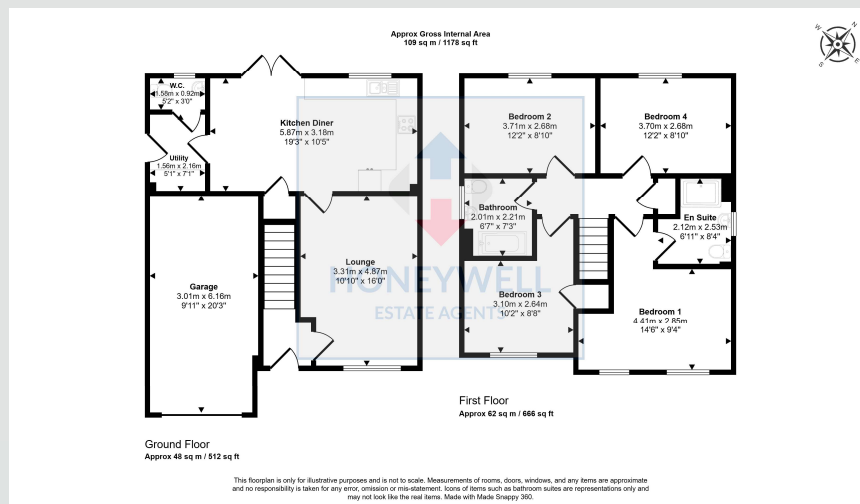 Approx Gross Internal Area
109 sq m / 1178 sq ft
N
E
S
W
W.C.
1.58m x 0.92m
5'2" x 3'0"
Utility
1.56m x 2.16m
5'1" x 7'1"
Kitchen Diner
5.87m x 3.18m
19'3" x 10'5"
Garage
3.01m x 6.16m
9'11" x 20'3"
Lounge
3.31m x 4.87m
10'10" x 16'0"
Bedroom 2
3.71m x 2.68m
12'2" x 8'10"
Bedroom 4
3.70m x 2.68m
12'2" x 8'10"
Bathroom
2.01m x 2.21m
6'7" x 7'3"
En Suite
2.12m x 2.53m
6'11" x 8'4"
Bedroom 3
3.10m x 2.64m
10'2" x 8'8"
Bedroom 1
4.41m x 2.85m
14'6" x 9'4"
HONEYWELL
ESTATE AGENTS
Ground Floor
Approx 48 sq m / 512 sq ft
First Floor
Approx 62 sq m / 666 sq ft
This floorplan is only for illustrative purposes and is not to scale. Measurements of rooms, doors, windows, and any items are approximate
and no responsibility is taken for any error, omission or mis-statement. Icons of items such as bathroom suites are representations only and
may not look like the real items. Made with Made Snappy 360.